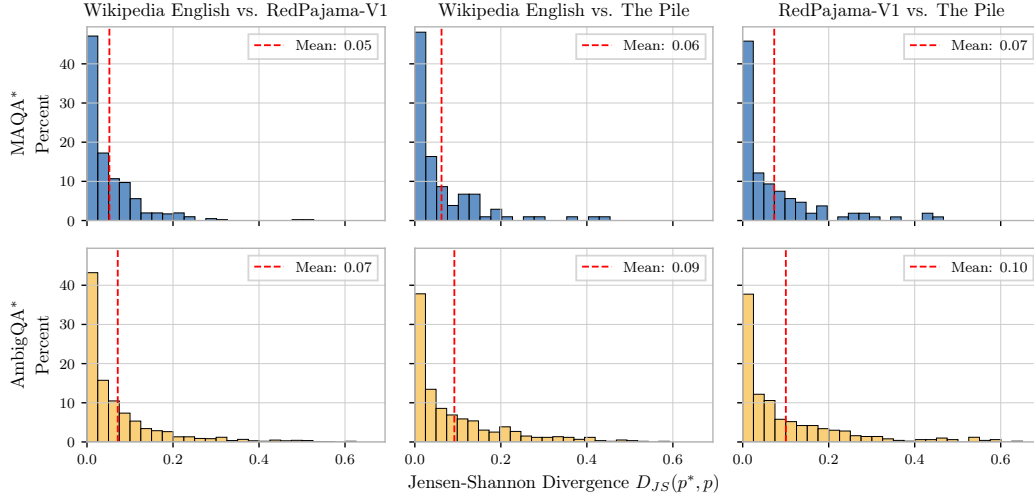 Wikipedia English vs. RedPajama-V1
Wikipedia English vs. The Pile
RedPajama-V1 vs. The Pile
MAQA*
Percent
40
30
20
10
0
Mean: 0.05
Mean: 0.06
Mean: 0.07
AmbigQA*
Percent
40
30
20
10
0
Mean: 0.07
Mean: 0.09
Mean: 0.10
0.0 0.2 0.4 0.6
0.0 0.2 0.4 0.6
0.0 0.2 0.4 0.6
Jensen-Shannon Divergence D_{JS}(p*, p)